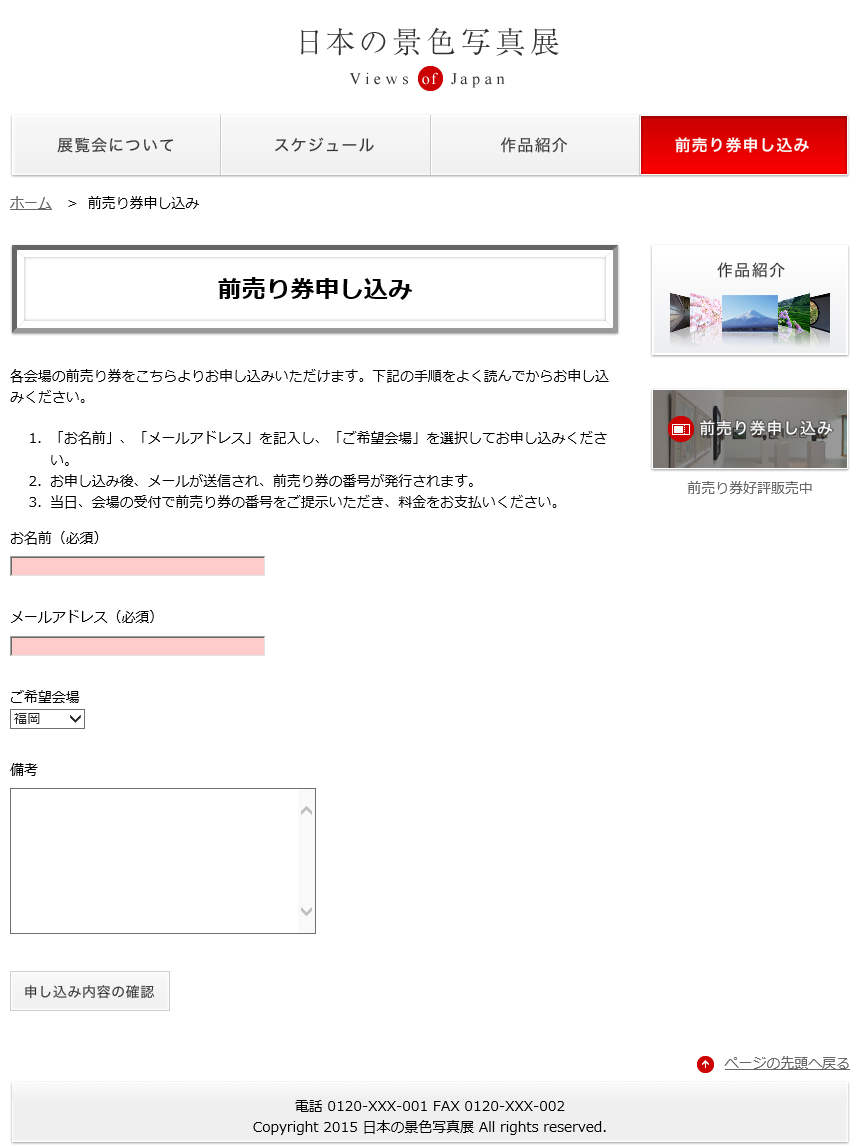 日本の景色写真展
Views of Japan
展覧会について
スケジュール
作品紹介
前売り券申し込み
ホーム > 前売り券申し込み
前売り券申し込み
作品紹介
各会場の前売り券をこちらよりお申し込みいただけます。下記の手順をよく読んでからお申し込
みください。
1. 「お名前」、「メールアドレス」を記入し、「ご希望会場」を選択してお申し込みくださ
い。
2. お申し込み後、メールが送信され、前売り券の番号が発行されます。
3. 当日、会場の受付で前売り券の番号をご提示いただき、料金をお支払いください。
前売り券申し込み
前売り券好評販売中
お名前（必須）
メールアドレス（必須）
ご希望会場
福岡
備考
申し込み内容の確認
ページの先頭へ戻る
電話 0120-XXX-001 FAX 0120-XXX-002
Copyright 2015 日本の景色写真展 All rights reserved.